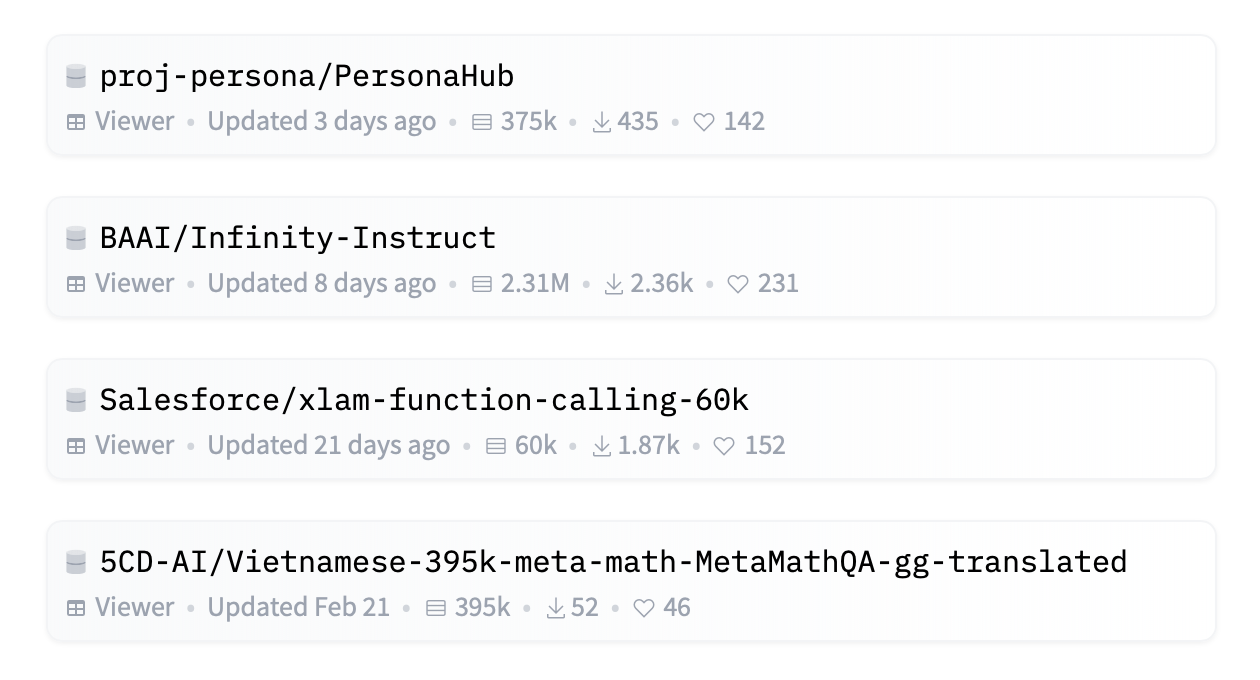 proj-persona/PersonaHub
Viewer • Updated 3 days ago • 375k • 435 • 142
BAAI/Infinity-Instruct
Viewer • Updated 8 days ago • 2.31M • 2.36k • 231
Salesforce/xlam-function-calling-60k
Viewer • Updated 21 days ago • 60k • 1.87k • 152
5CD-AI/Vietnamese-395k-meta-math-MetaMathQA-gg-translated
Viewer • Updated Feb 21 • 395k • 52 • 46